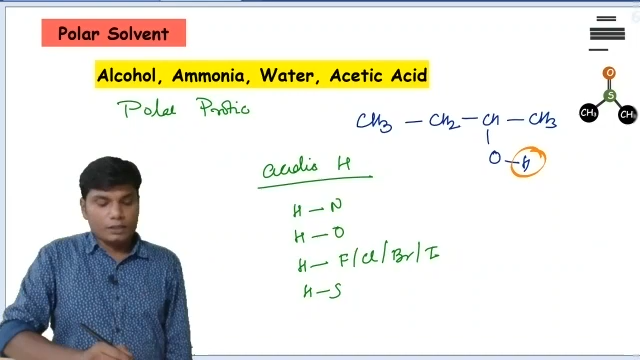 Polar Solvent
Alcohol, Ammonia, Water, Acetic Acid
Polar Protic
CH3 — CH2 — CH — CH3
O — H
acidic H
H — N
H — O
H — F/Cl/Br/I
H — S
O
S
CH3 CH3